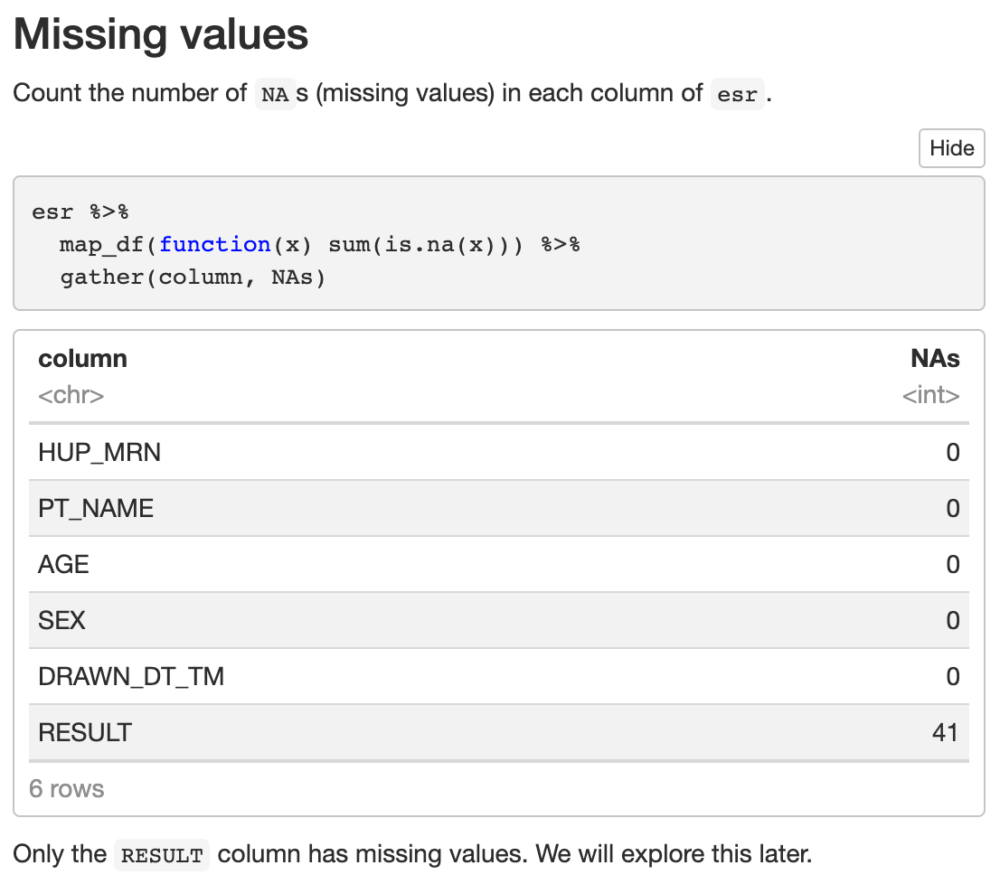 Missing values
Count the number of NA s (missing values) in each column of esr .
Hide
esr %>%
  map_df(function(x) sum(is.na(x))) %>%
  gather(column, NAs)
column NAs
<chr> <int>
HUP_MRN 0
PT_NAME 0
AGE 0
SEX 0
DRAWN_DT_TM 0
RESULT 41
6 rows
Only the RESULT column has missing values. We will explore this later.